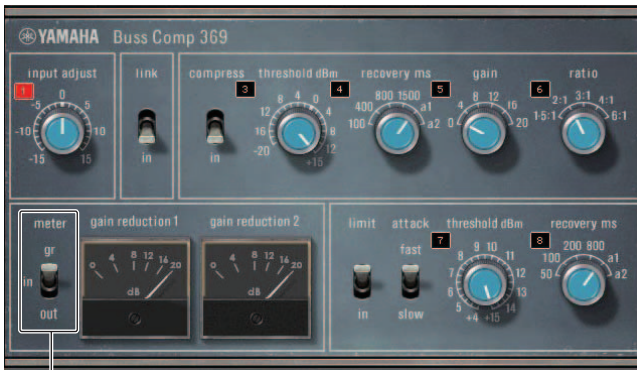 YAMAHA Buss Comp 369
input adjust
1
-15 -10 -5 0 5 10 15
link
in
compress
in
3
threshold dBm
-20 16 12 8 4 0 4 8 12 +15
4
recovery ms
100 400 800 1500 a1 a2
5
gain
0 4 8 12 16 20
6
ratio
1·5:1 2:1 3:1 4:1 6:1
meter
gr
in
out
gain reduction 1
0 4 8 12 16 20
dB
gain reduction 2
0 4 8 12 16 20
dB
limit
in
attack
fast
slow
7
threshold dBm
+4 5 6 7 8 9 10 11 12 13 14 +15
8
recovery ms
50 100 200 800 a1 a2